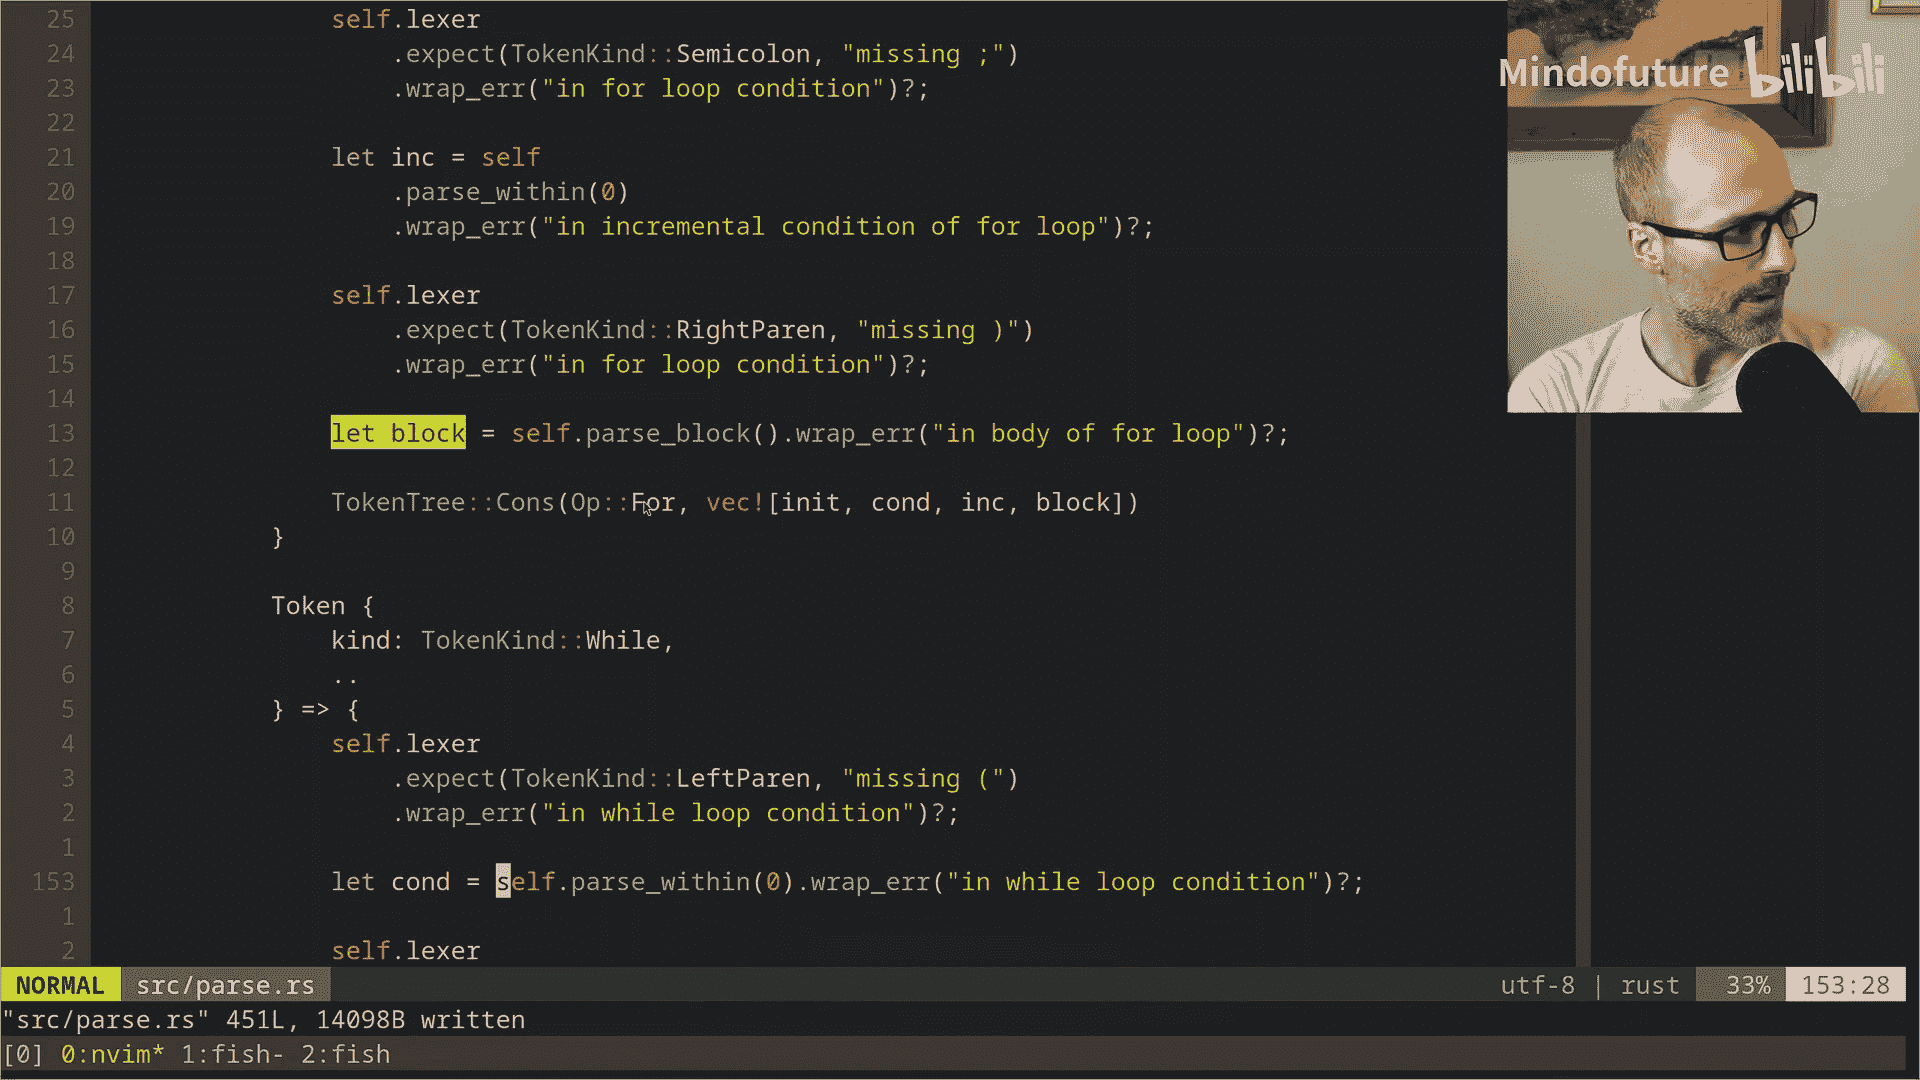 25 self.lexer
24 .expect(TokenKind::Semicolon, "missing ;")
23 .wrap_err("in for loop condition")?;
22
21 let inc = self
20 .parse_within(0)
19 .wrap_err("in incremental condition of for loop")?;
18
17 self.lexer
16 .expect(TokenKind::RightParen, "missing )")
15 .wrap_err("in for loop condition")?;
14
13 let block = self.parse_block().wrap_err("in body of for loop")?;
12
11 TokenTree::Cons(Op::For, vec![init, cond, inc, block])
10 }
9
8 Token {
7 kind: TokenKind::While,
6 ..
5 } => {
4 self.lexer
3 .expect(TokenKind::LeftParen, "missing (")
2 .wrap_err("in while loop condition")?;
1
153 let cond = self.parse_within(0).wrap_err("in while loop condition")?;
1
2 self.lexer
NORMAL src/parse.rs utf-8 | rust 33% 153:28
"src/parse.rs" 451L, 14098B written
[0] 0:nvim* 1:fish- 2:fish
Mindofuture bilibili